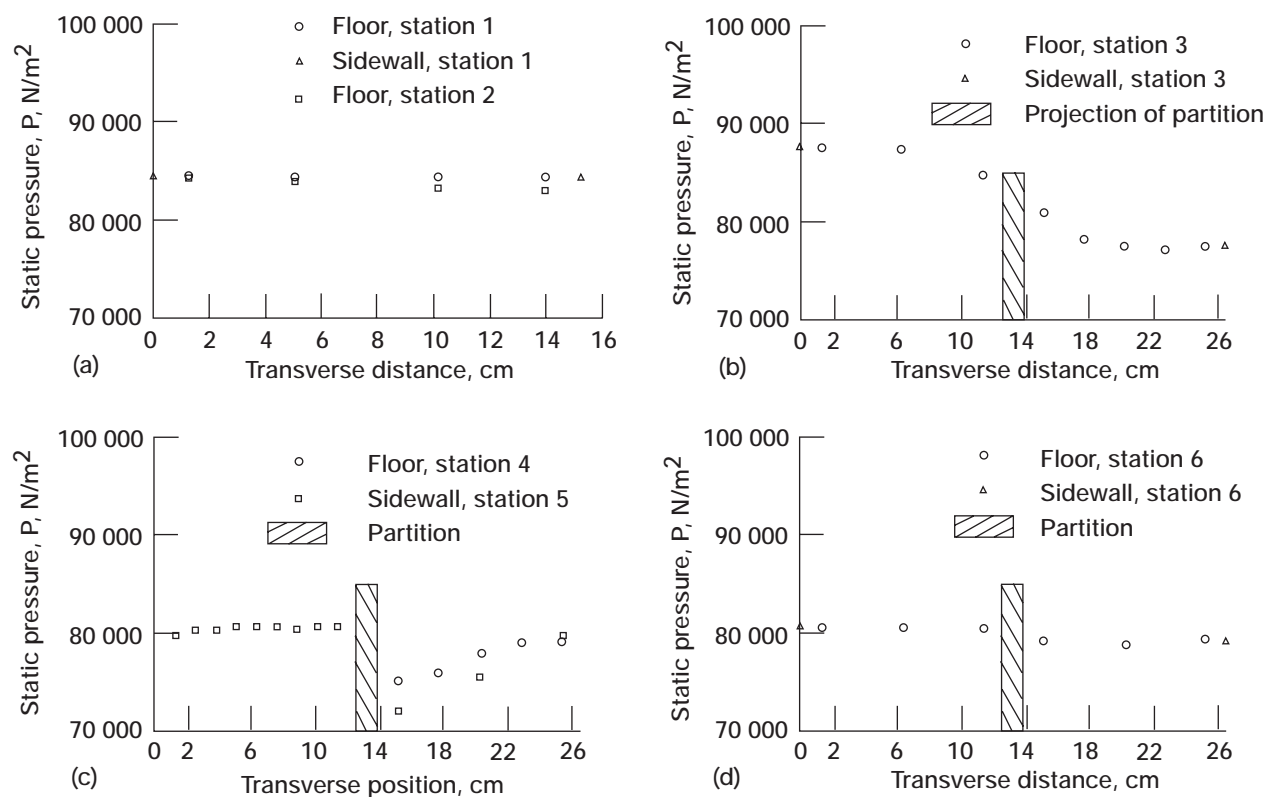 100 000
90 000
80 000
70 000
Static pressure, P, N/m²
Floor, station 1
Sidewall, station 1
Floor, station 2
0 2 4 6 8 10 12 14 16
Transverse distance, cm
(a)
100 000
90 000
80 000
70 000
Static pressure, P, N/m²
Floor, station 3
Sidewall, station 3
Projection of partition
0 2 6 10 14 18 22 26
Transverse distance, cm
(b)
100 000
90 000
80 000
70 000
Static pressure, P, N/m²
Floor, station 4
Sidewall, station 5
Partition
0 2 6 10 14 18 22 26
Transverse position, cm
(c)
100 000
90 000
80 000
70 000
Static pressure, P, N/m²
Floor, station 6
Sidewall, station 6
Partition
0 2 6 10 14 18 22 26
Transverse distance, cm
(d)